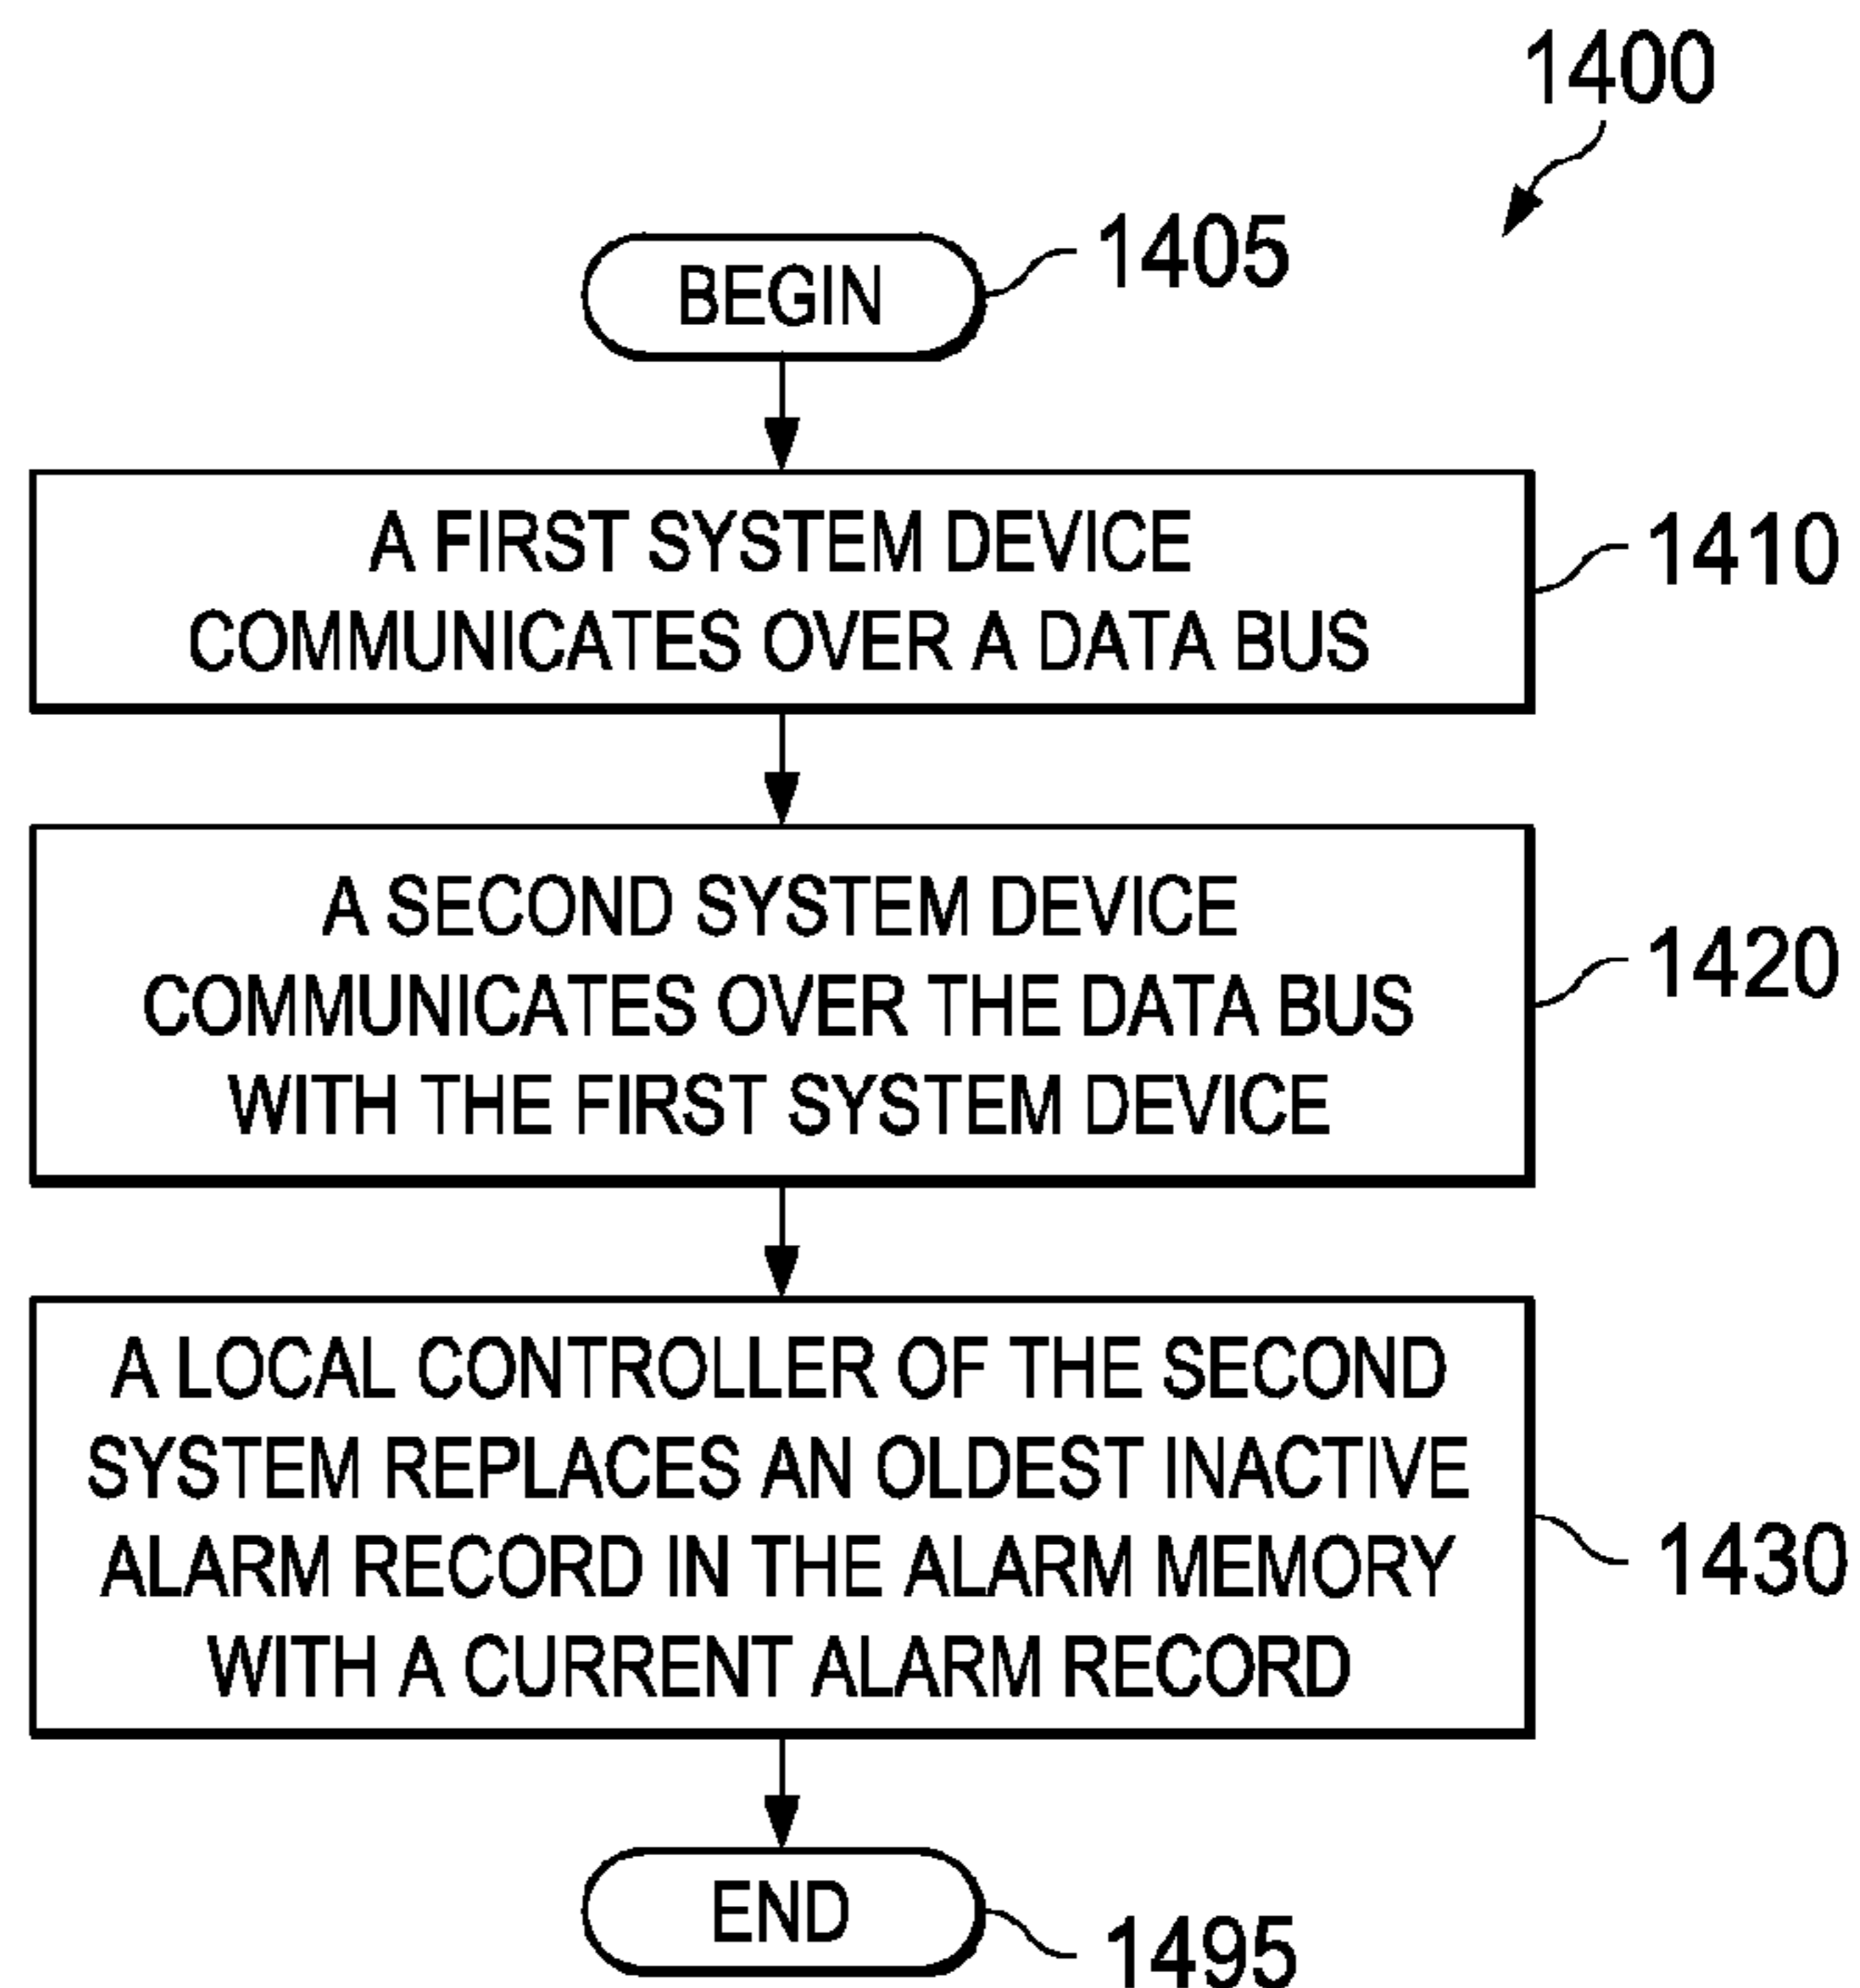 1400
BEGIN
1405
A FIRST SYSTEM DEVICE
COMMUNICATES OVER A DATA BUS
1410
A SECOND SYSTEM DEVICE
COMMUNICATES OVER THE DATA BUS
WITH THE FIRST SYSTEM DEVICE
1420
A LOCAL CONTROLLER OF THE SECOND
SYSTEM REPLACES AN OLDEST INACTIVE
ALARM RECORD IN THE ALARM MEMORY
WITH A CURRENT ALARM RECORD
1430
END
1495